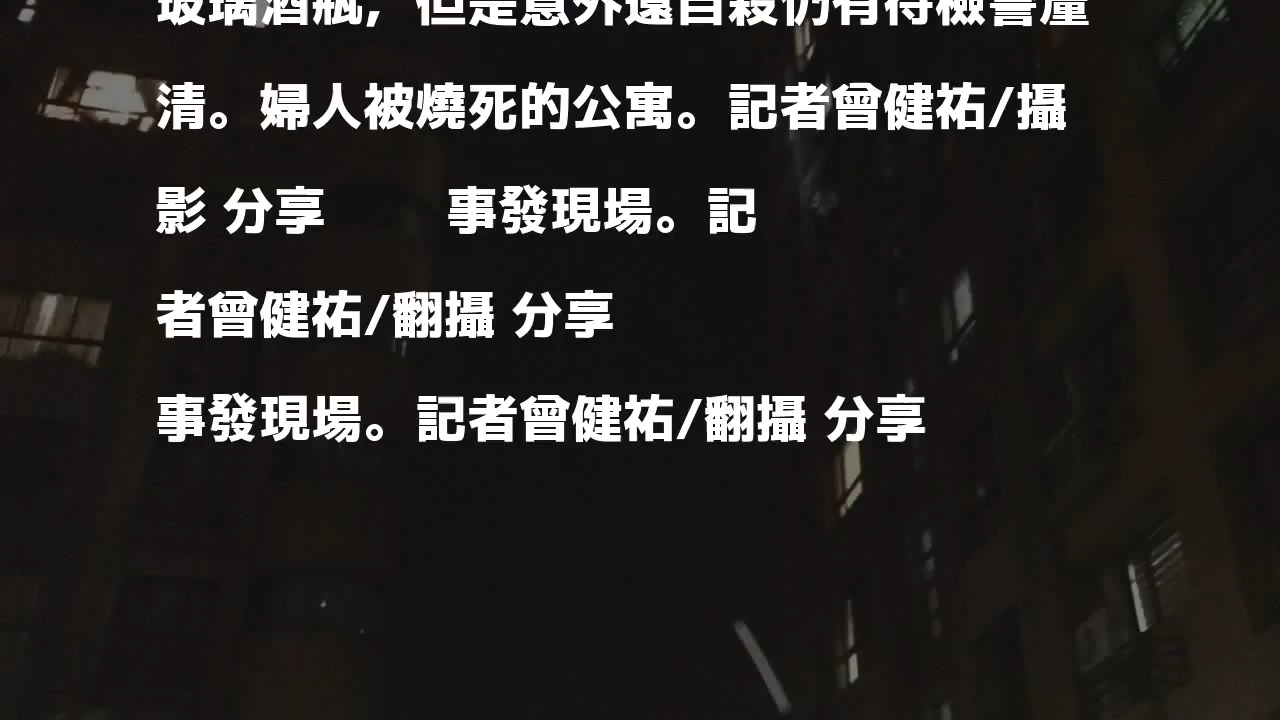 玻璃酒瓶，但是意外還自殺仍有待檢警釐
清。婦人被燒死的公寓。記者曾健祐/攝
影 分享 事發現場。記
者曾健祐/翻攝 分享
事發現場。記者曾健祐/翻攝 分享